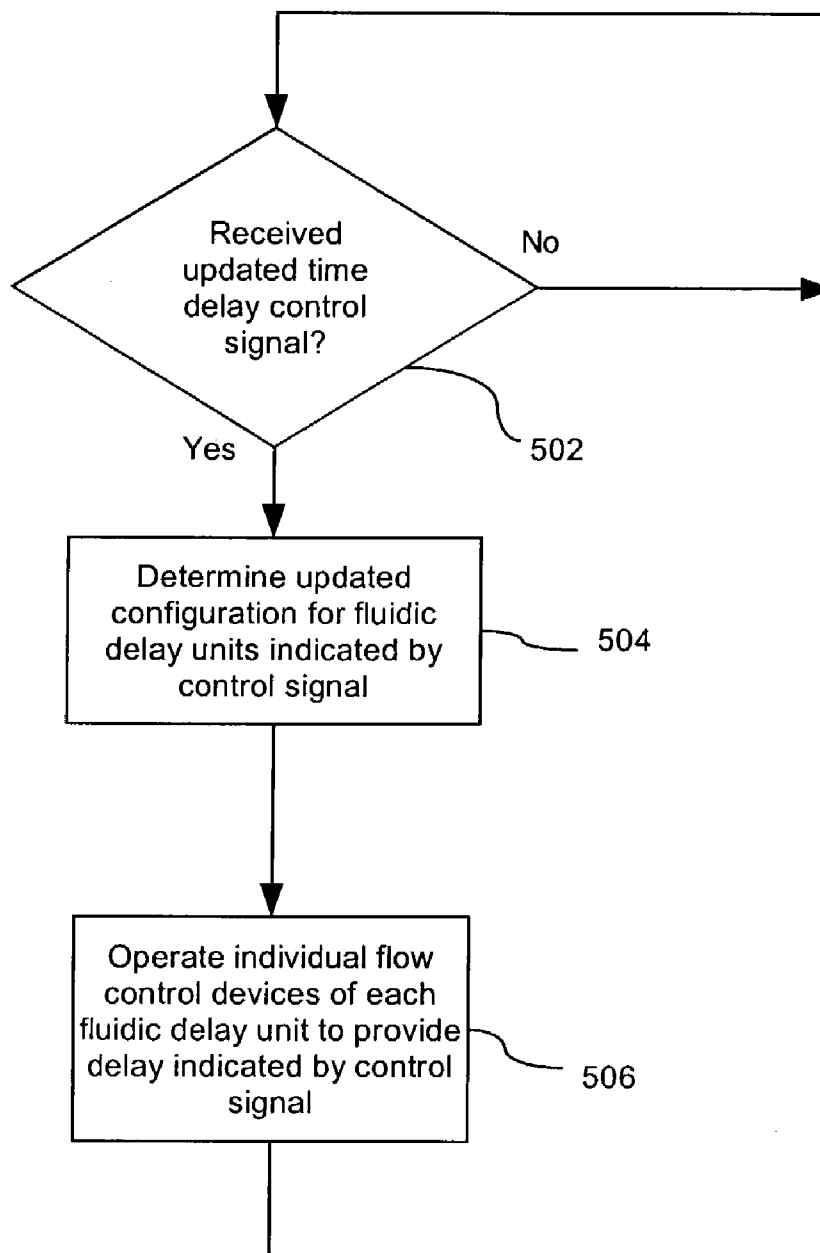 Received
updated time
delay control
signal?
No
Yes
502
Determine updated
configuration for fluidic
delay units indicated by
control signal
504
Operate individual flow
control devices of each
fluidic delay unit to provide
delay indicated by control
signal
506